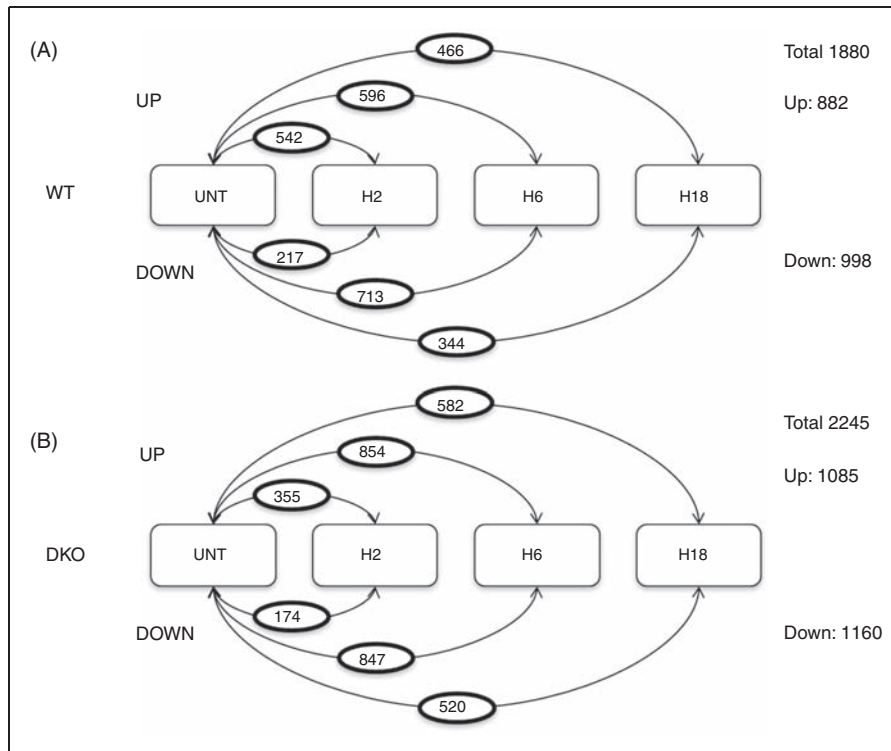 (A)
466
Total 1880
UP
596
Up: 882
542
WT
UNT
H2
H6
H18
217
DOWN
Down: 998
713
344
582
Total 2245
(B)
UP
854
Up: 1085
355
DKO
UNT
H2
H6
H18
174
DOWN
Down: 1160
847
520